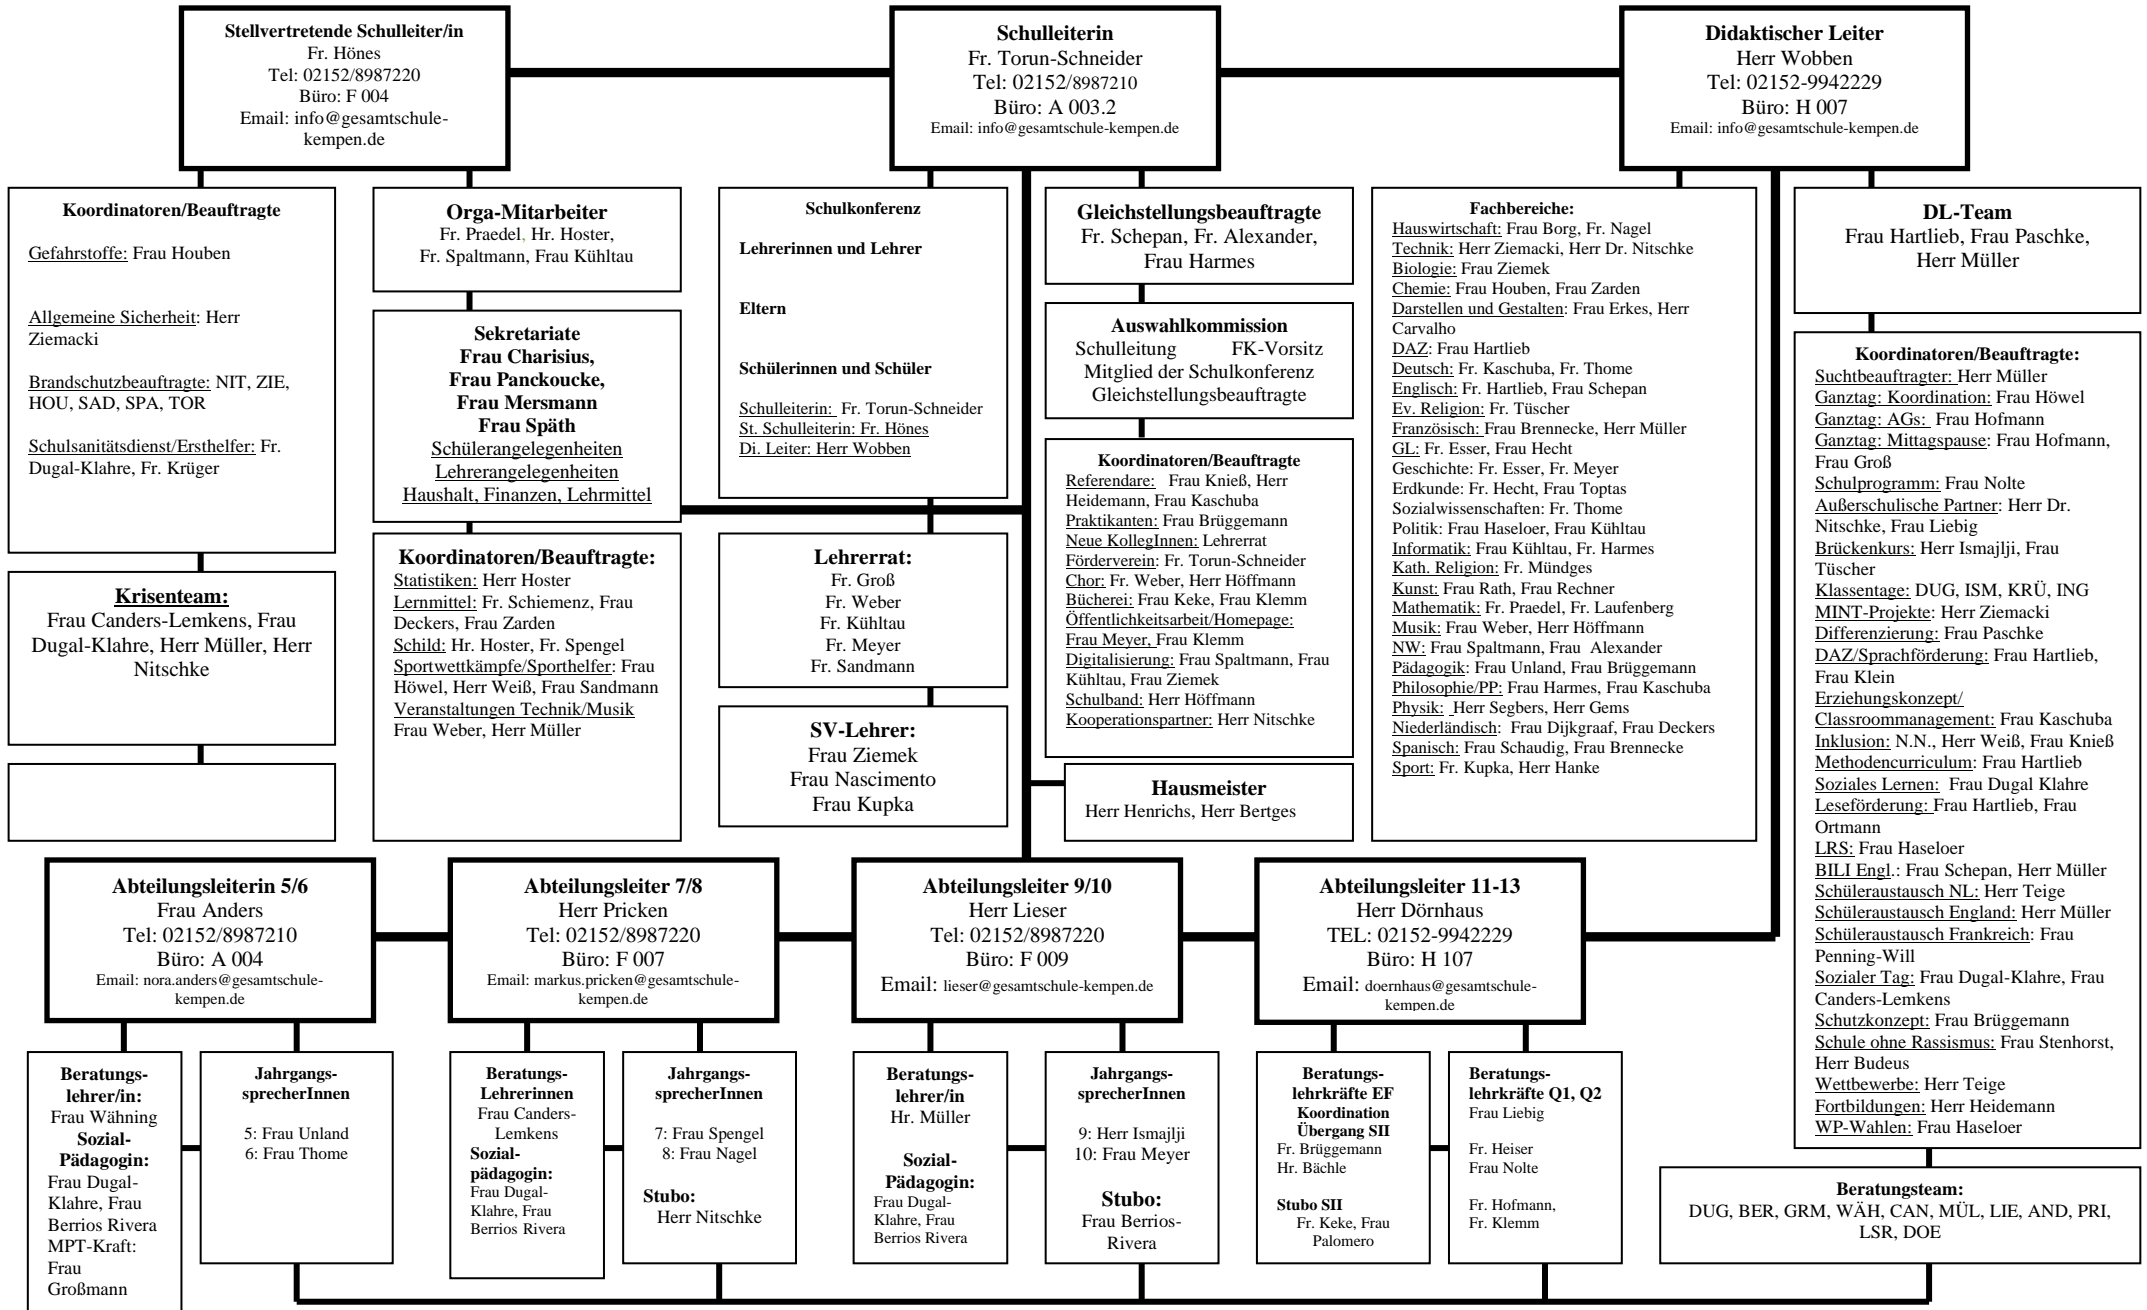 Stellvertretende Schulleiter/in
Fr. Hönes
Tel: 02152/8987220
Büro: F 004
Email: info@gesamtschule-
kempen.de
Schulleiterin
Fr. Torun-Schneider
Tel: 02152/8987210
Büro: A 003.2
Email: info@gesamtschule-kempen.de
Didaktischer Leiter
Herr Wobben
Tel: 02152-9942229
Büro: H 007
Email: info@gesamtschule-kempen.de
Koordinatoren/Beauftragte
Gefahrstoffe: Frau Houben
Allgemeine Sicherheit: Herr
Ziemacki
Brandschutzbeauftragte: NIT, ZIE,
HOU, SAD, SPA, TOR
Schulsanitätsdienst/Ersthelfer: Fr.
Dugal-Klahre, Fr. Krüger
Krisenteam:
Frau Canders-Lemkens, Frau
Dugal-Klahre, Herr Müller, Herr
Nitschke
Orga-Mitarbeiter
Fr. Praedel, Hr. Hoster,
Fr. Spaltmann, Frau Kühltau
Sekretariate
Frau Charisius,
Frau Panckoucke,
Frau Mersmann
Frau Späth
Schülerangelegenheiten
Lehrerangelegenheiten
Haushalt, Finanzen, Lehrmittel
Koordinatoren/Beauftragte:
Statistiken: Herr Hoster
Lernmittel: Fr. Schiemenz, Frau
Deckers, Frau Zarden
Schild: Hr. Hoster, Fr. Spengel
Sportwettkämpfe/Sporthelfer: Frau
Höwel, Herr Weiß, Frau Sandmann
Veranstaltungen Technik/Musik
Frau Weber, Herr Müller
Schulkonferenz
Lehrerinnen und Lehrer
Eltern
Schülerinnen und Schüler
Schulleiterin: Fr. Torun-Schneider
St. Schulleiterin: Fr. Hönes
Di. Leiter: Herr Wobben
Lehrerrat:
Fr. Groß
Fr. Weber
Fr. Kühltau
Fr. Meyer
Fr. Sandmann
SV-Lehrer:
Frau Ziemek
Frau Nascimento
Frau Kupka
Gleichstellungsbeauftragte
Fr. Schepan, Fr. Alexander,
Frau Harmes
Auswahlkommission
Schulleitung FK-Vorsitz
Mitglied der Schulkonferenz
Gleichstellungsbeauftragte
Koordinatoren/Beauftragte
Referendare: Frau Knieß, Herr
Heidemann, Frau Kaschuba
Praktikanten: Frau Brüggemann
Neue KollegInnen: Lehrerrat
Förderverein: Fr. Torun-Schneider
Chor: Fr. Weber, Herr Höffmann
Bücherei: Frau Keke, Frau Klemm
Öffentlichkeitsarbeit/Homepage:
Frau Meyer, Frau Klemm
Digitalisierung: Frau Spaltmann, Frau
Kühltau, Frau Ziemek
Schulband: Herr Höffmann
Kooperationspartner: Herr Nitschke
Hausmeister
Herr Henrichs, Herr Bertges
Fachbereiche:
Hauswirtschaft: Frau Borg, Fr. Nagel
Technik: Herr Ziemacki, Herr Dr. Nitschke
Biologie: Frau Ziemek
Chemie: Frau Houben, Frau Zarden
Darstellen und Gestalten: Frau Erkes, Herr
Carvalho
DAZ: Frau Hartlieb
Deutsch: Fr. Kaschuba, Fr. Thome
Englisch: Fr. Hartlieb, Frau Schepan
Ev. Religion: Fr. Tüscher
Französisch: Frau Brennecke, Herr Müller
GL: Fr. Esser, Frau Hecht
Geschichte: Fr. Esser, Fr. Meyer
Erdkunde: Fr. Hecht, Frau Toptas
Sozialwissenschaften: Fr. Thome
Politik: Frau Haseloer, Frau Kühltau
Informatik: Frau Kühltau, Fr. Harmes
Kath. Religion: Fr. Mündges
Kunst: Frau Rath, Frau Rechner
Mathematik: Fr. Praedel, Fr. Laufenberg
Musik: Frau Weber, Herr Höffmann
NW: Frau Spaltmann, Frau Alexander
Pädagogik: Frau Unland, Frau Brüggemann
Philosophie/PP: Frau Harmes, Frau Kaschuba
Physik: Herr Segbers, Herr Gems
Niederländisch: Frau Dijkgraaf, Frau Deckers
Spanisch: Frau Schaudig, Frau Brennecke
Sport: Fr. Kupka, Herr Hanke
DL-Team
Frau Hartlieb, Frau Paschke,
Herr Müller
Koordinatoren/Beauftragte:
Suchtbeauftragter: Herr Müller
Ganztag: Koordination: Frau Höwel
Ganztag: AGs: Frau Hofmann
Ganztag: Mittagspause: Frau Hofmann,
Frau Groß
Schulprogramm: Frau Nolte
Außerschulische Partner: Herr Dr.
Nitschke, Frau Liebig
Brückenkurs: Herr Ismajlji, Frau
Tüscher
Klassentage: DUG, ISM, KRÜ, ING
MINT-Projekte: Herr Ziemacki
Differenzierung: Frau Paschke
DAZ/Sprachförderung: Frau Hartlieb,
Frau Klein
Erziehungskonzept/
Classroommanagement: Frau Kaschuba
Inklusion: N.N., Herr Weiß, Frau Knieß
Methodencurriculum: Frau Hartlieb
Soziales Lernen: Frau Dugal Klahre
Leseförderung: Frau Hartlieb, Frau
Ortmann
LRS: Frau Haseloer
BILI Engl.: Frau Schepan, Herr Müller
Schüleraustausch NL: Herr Teige
Schüleraustausch England: Herr Müller
Schüleraustausch Frankreich: Frau
Penning-Will
Sozialer Tag: Frau Dugal-Klahre, Frau
Canders-Lemkens
Schutzkonzept: Frau Brüggemann
Schule ohne Rassismus: Frau Stenhorst,
Herr Budeus
Wettbewerbe: Herr Teige
Fortbildungen: Herr Heidemann
WP-Wahlen: Frau Haseloer
Abteilungsleiterin 5/6
Frau Anders
Tel: 02152/8987210
Büro: A 004
Email: nora.anders@gesamtschule-
kempen.de
Abteilungsleiter 7/8
Herr Pricken
Tel: 02152/8987220
Büro: F 007
Email: markus.pricken@gesamtschule-
kempen.de
Abteilungsleiter 9/10
Herr Lieser
Tel: 02152/8987220
Büro: F 009
Email: lieser@gesamtschule-kempen.de
Abteilungsleiter 11-13
Herr Dörnhaus
TEL: 02152-9942229
Büro: H 107
Email: doernhaus@gesamtschule-
kempen.de
Beratungs-
lehrer/in:
Frau Wähning
Sozial-
Pädagogin:
Frau Dugal-
Klahre, Frau
Berrios Rivera
MPT-Kraft:
Frau
Großmann
Jahrgangs-
sprecherInnen
5: Frau Unland
6: Frau Thome
Beratungs-
Lehrerinnen
Frau Canders-
Lemkens
Sozial-
pädagogin:
Frau Dugal-
Klahre, Frau
Berrios Rivera
Jahrgangs-
sprecherInnen
7: Frau Spengel
8: Frau Nagel
Stubo:
Herr Nitschke
Beratungs-
lehrer/in
Hr. Müller
Sozial-
Pädagogin:
Frau Dugal-
Klahre, Frau
Berrios Rivera
Jahrgangs-
sprecherInnen
9: Herr Ismajlji
10: Frau Meyer
Stubo:
Frau Berrios-
Rivera
Beratungs-
lehrkräfte EF
Koordination
Übergang SII
Fr. Brüggemann
Hr. Bächle
Stubo SII
Fr. Keke, Frau
Palomero
Beratungs-
lehrkräfte Q1, Q2
Frau Liebig
Fr. Heiser
Frau Nolte
Fr. Hofmann,
Fr. Klemm
Beratungsteam:
DUG, BER, GRM, WÄH, CAN, MÜL, LIE, AND, PRI,
LSR, DOE